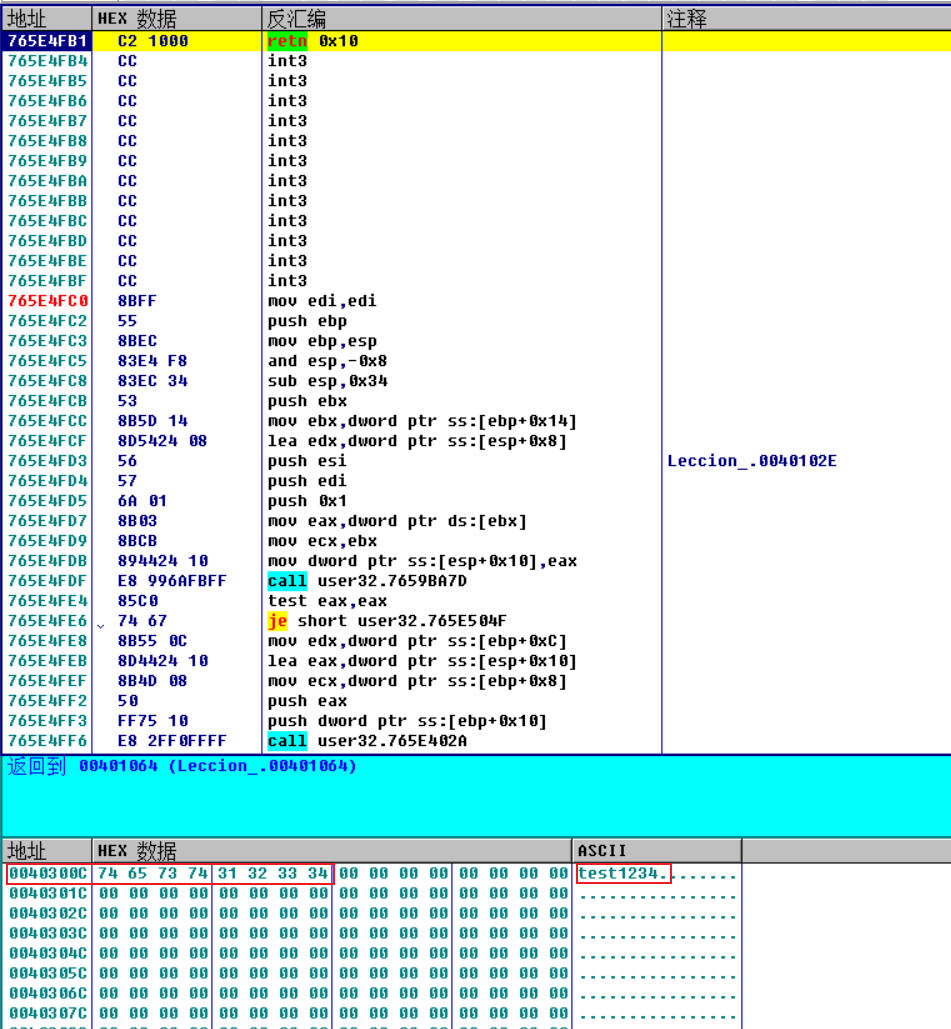 地址 HEX 数据 反汇编 注释
765E4FB1 C2 1000 retn 0x10
765E4FB4 CC int3
765E4FB5 CC int3
765E4FB6 CC int3
765E4FB7 CC int3
765E4FB8 CC int3
765E4FB9 CC int3
765E4FBA CC int3
765E4FBB CC int3
765E4FBC CC int3
765E4FBD CC int3
765E4FBE CC int3
765E4FBF CC int3
765E4FC0 8BFF mov edi,edi
765E4FC2 55 push ebp
765E4FC3 8BEC mov ebp,esp
765E4FC5 83E4 F8 and esp,-0x8
765E4FC8 83EC 34 sub esp,0x34
765E4FCB 53 push ebx
765E4FCC 8B5D 14 mov ebx,dword ptr ss:[ebp+0x14]
765E4FCF 8D5424 08 lea edx,dword ptr ss:[esp+0x8]
765E4FD3 56 push esi Leccion_.0040102E
765E4FD4 57 push edi
765E4FD5 6A 01 push 0x1
765E4FD7 8B03 mov eax,dword ptr ds:[ebx]
765E4FD9 8BCB mov ecx,ebx
765E4FDB 894424 10 mov dword ptr ss:[esp+0x10],eax
765E4FDF E8 996AFBFF call user32.7659BA7D
765E4FE4 85C0 test eax,eax
765E4FE6 74 67 je short user32.765E504F
765E4FE8 8B55 0C mov edx,dword ptr ss:[ebp+0xC]
765E4FEB 8D4424 10 lea eax,dword ptr ss:[esp+0x10]
765E4FEF 8B4D 08 mov ecx,dword ptr ss:[ebp+0x8]
765E4FF2 50 push eax
765E4FF3 FF75 10 push dword ptr ss:[ebp+0x10]
765E4FF6 E8 2FF0FFFF call user32.765E402A
返回到 00401064 (Leccion_.00401064)
地址 HEX 数据 ASCII
0040300C 74 65 73 74 31 32 33 34 00 00 00 00 00 00 00 00 test1234........
0040301C 00 00 00 00 00 00 00 00 00 00 00 00 00 00 00 00 ................
0040302C 00 00 00 00 00 00 00 00 00 00 00 00 00 00 00 00 ................
0040303C 00 00 00 00 00 00 00 00 00 00 00 00 00 00 00 00 ................
0040304C 00 00 00 00 00 00 00 00 00 00 00 00 00 00 00 00 ................
0040305C 00 00 00 00 00 00 00 00 00 00 00 00 00 00 00 00 ................
0040306C 00 00 00 00 00 00 00 00 00 00 00 00 00 00 00 00 ................
0040307C 00 00 00 00 00 00 00 00 00 00 00 00 00 00 00 00 ................